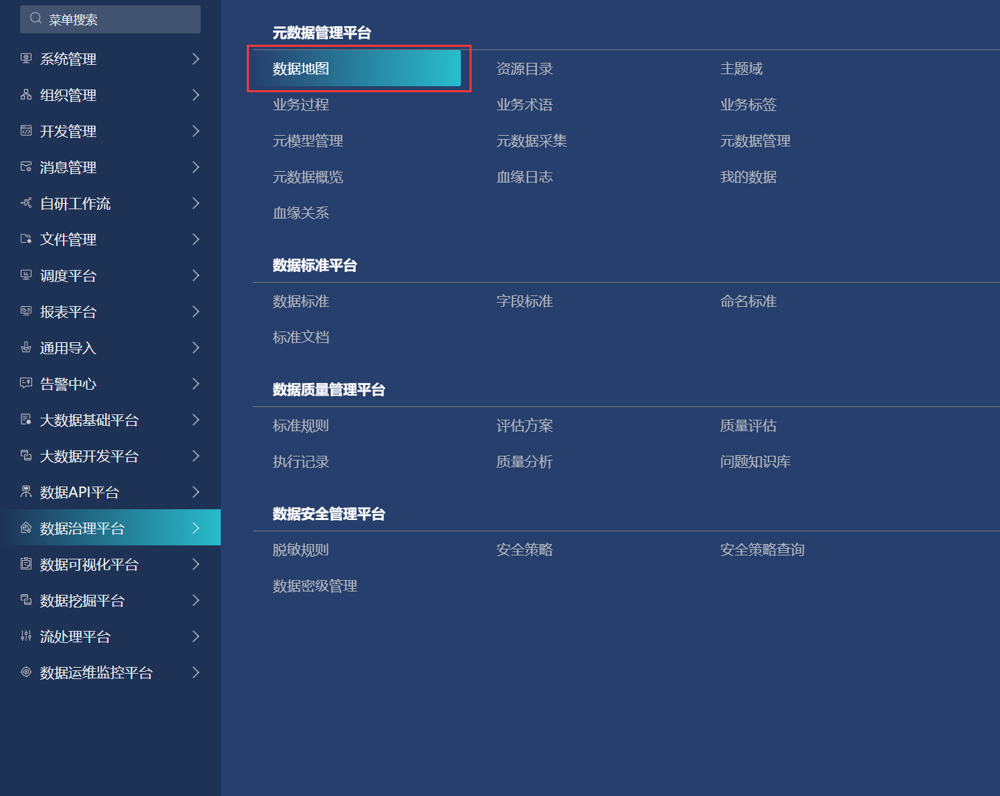 菜单搜索
系统管理
组织管理
开发管理
消息管理
自研工作流
文件管理
调度平台
报表平台
通用导入
告警中心
大数据基础平台
大数据开发平台
数据API平台
数据治理平台
数据可视化平台
数据挖掘平台
流处理平台
数据运维监控平台
元数据管理平台
数据地图 资源目录 主题域
业务过程 业务术语 业务标签
元模型管理 元数据采集 元数据管理
元数据概览 血缘日志 我的数据
血缘关系
数据标准平台
数据标准 字段标准 命名标准
标准文档
数据质量管理平台
标准规则 评估方案 质量评估
执行记录 质量分析 问题知识库
数据安全管理平台
脱敏规则 安全策略 安全策略查询
数据密级管理